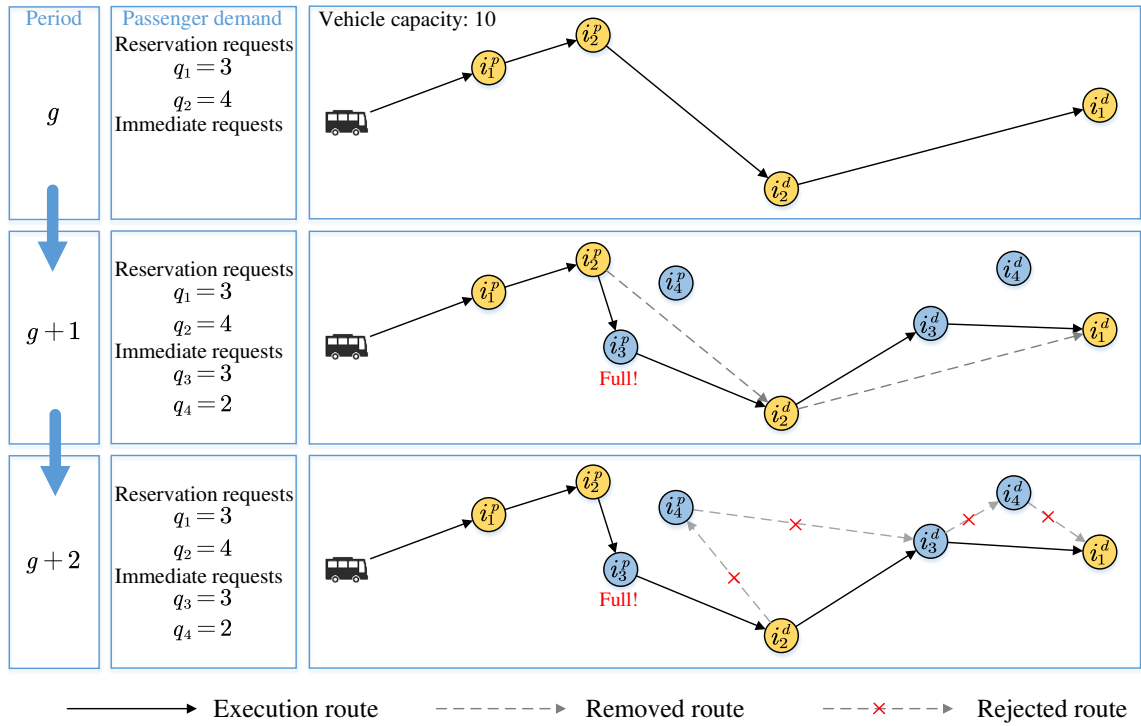 Period
Passenger demand
Vehicle capacity: 10
g
Reservation requests
q₁ = 3
q₂ = 4
Immediate requests
i₁ᵖ
i₂ᵖ
i₂ᵈ
i₁ᵈ
g + 1
Reservation requests
q₁ = 3
q₂ = 4
Immediate requests
q₃ = 3
q₄ = 2
i₁ᵖ
i₂ᵖ
i₃ᵖ
Full!
i₄ᵖ
i₂ᵈ
i₃ᵈ
i₄ᵈ
i₁ᵈ
g + 2
Reservation requests
q₁ = 3
q₂ = 4
Immediate requests
q₃ = 3
q₄ = 2
i₁ᵖ
i₂ᵖ
i₃ᵖ
Full!
i₄ᵖ
i₂ᵈ
i₃ᵈ
i₄ᵈ
i₁ᵈ
Execution route
Removed route
Rejected route